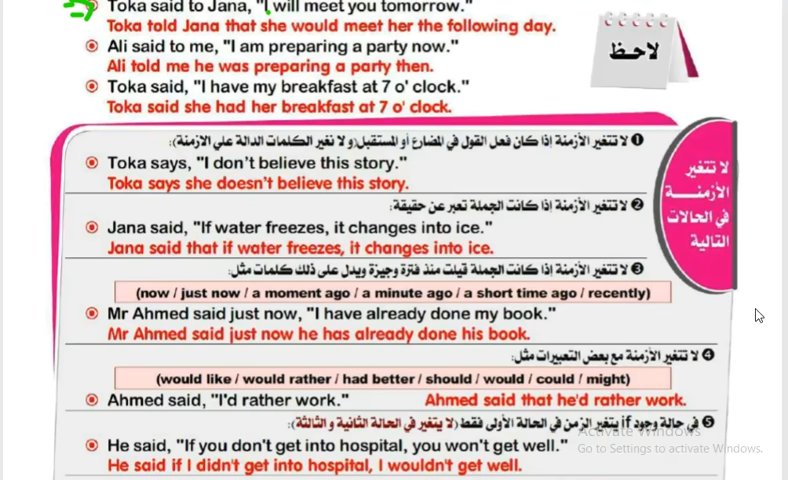 Toka said to Jana, "I will meet you tomorrow."
Toka told Jana that she would meet her the following day.
Ali said to me, "I am preparing a party now."
Ali told me he was preparing a party then.
Toka said, "I have my breakfast at 7 o' clock."
Toka said she had her breakfast at 7 o' clock.
لاحظ
لا تتغير
الأزمنــــة
في الحالات
التالية
❶ لا تتغير الأزمنة إذا كان فعل القول في المضارع أو المستقبل(ولا نغير الكلمات الدالة علي الازمنة):
Toka says, "I don't believe this story."
Toka says she doesn't believe this story.
❷ لا تتغير الأزمنة إذا كانت الجملة تعبر عن حقيقة:
Jana said, "If water freezes, it changes into ice."
Jana said that if water freezes, it changes into ice.
❸ لا تتغير الأزمنة إذا كانت الجملة قيلت منذ فترة وجيزة ويدل على ذلك كلمات مثل:
(now / just now / a moment ago / a minute ago / a short time ago / recently)
Mr Ahmed said just now, "I have already done my book."
Mr Ahmed said just now he has already done his book.
❹ لا تتغير الأزمنة مع بعض التعبيرات مثل:
(would like / would rather / had better / should / would / could / might)
Ahmed said, "I'd rather work." Ahmed said that he'd rather work.
❺ في حالة وجود if يتغير الزمن في الحالة الأولى فقط (لا يتغير في الحالة الثانية و الثالثة):
He said, "If you don't get into hospital, you won't get well."
He said if I didn't get into hospital, I wouldn't get well.
Activate Windows
Go to Settings to activate Windows.